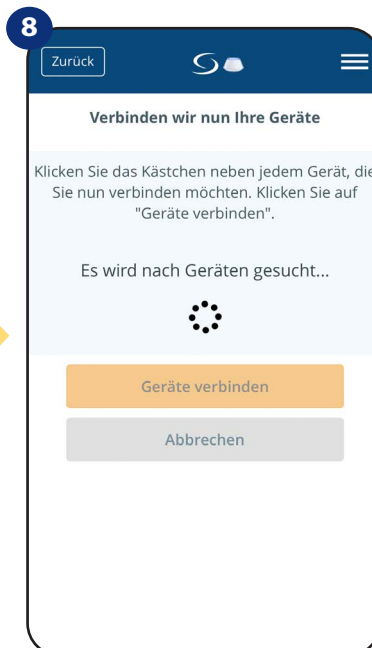 8
Zurück
Verbinden wir nun Ihre Geräte
Klicken Sie das Kästchen neben jedem Gerät, die
Sie nun verbinden möchten. Klicken Sie auf
"Geräte verbinden".
Es wird nach Geräten gesucht...
Geräte verbinden
Abbrechen